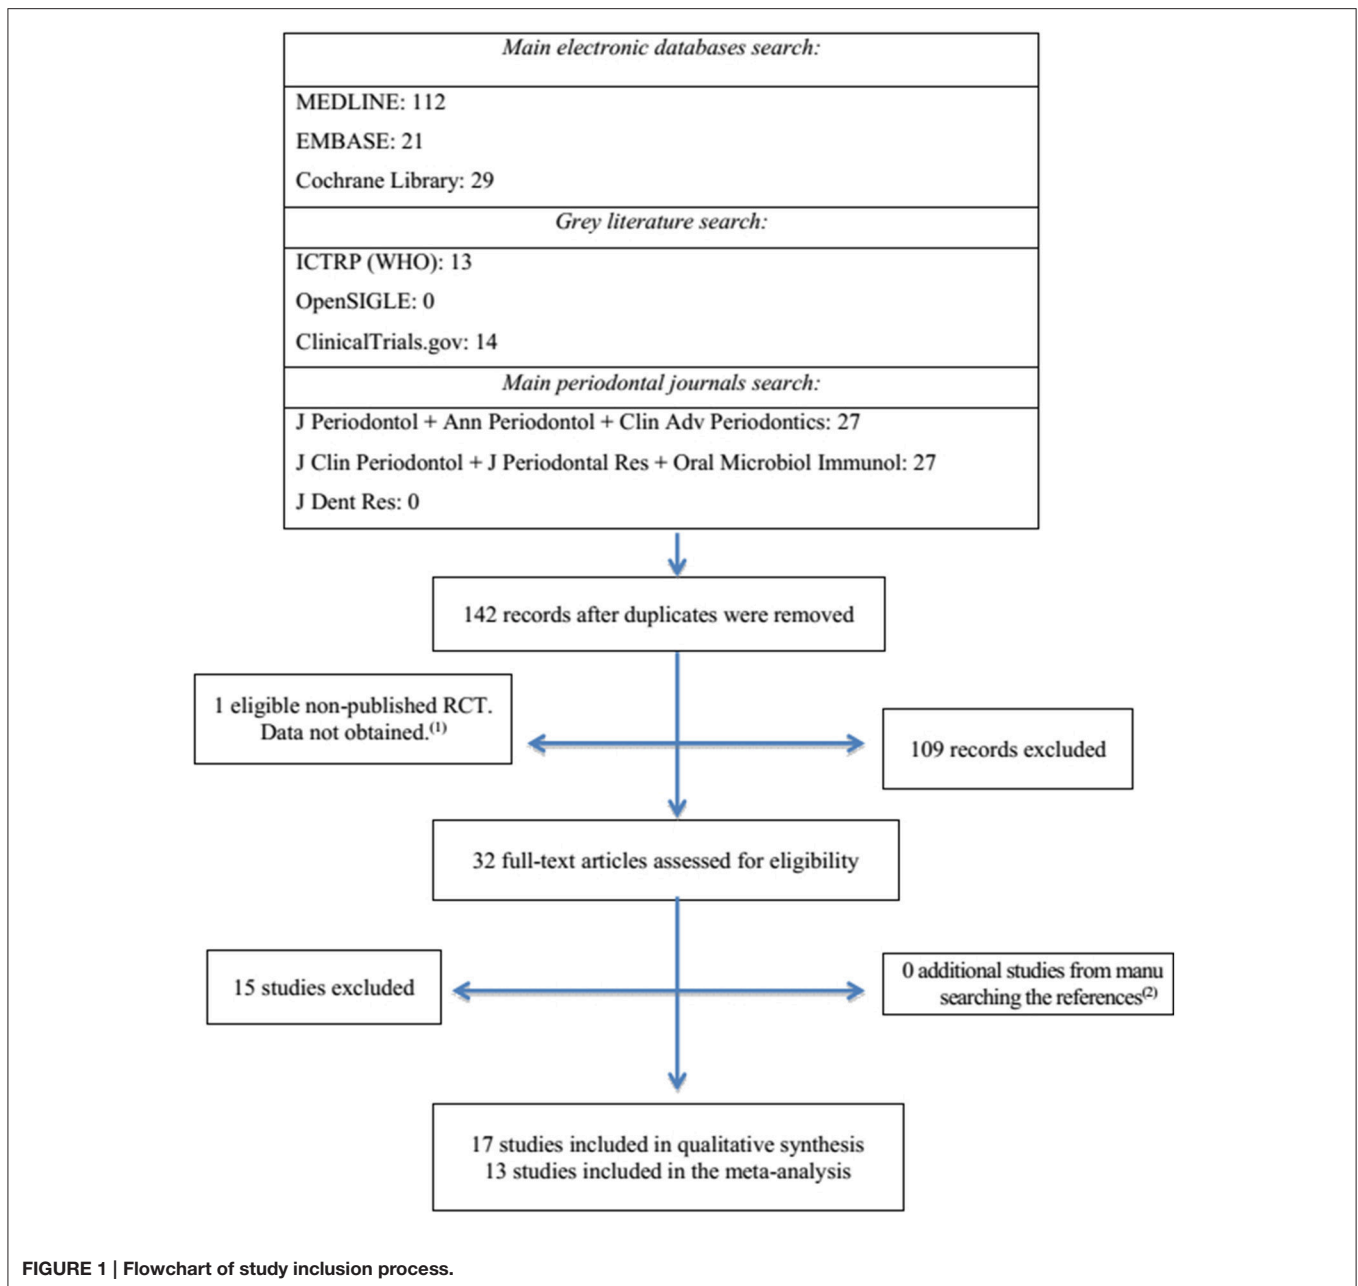 Main electronic databases search:
MEDLINE: 112
EMBASE: 21
Cochrane Library: 29
Grey literature search:
ICTRP (WHO): 13
OpenSIGLE: 0
ClinicalTrials.gov: 14
Main periodontal journals search:
J Periodontol + Ann Periodontol + Clin Adv Periodontics: 27
J Clin Periodontol + J Periodontal Res + Oral Microbiol Immunol: 27
J Dent Res: 0
142 records after duplicates were removed
1 eligible non-published RCT.
Data not obtained.(1)
109 records excluded
32 full-text articles assessed for eligibility
15 studies excluded
0 additional studies from manu
searching the references(2)
17 studies included in qualitative synthesis
13 studies included in the meta-analysis
FIGURE 1 | Flowchart of study inclusion process.